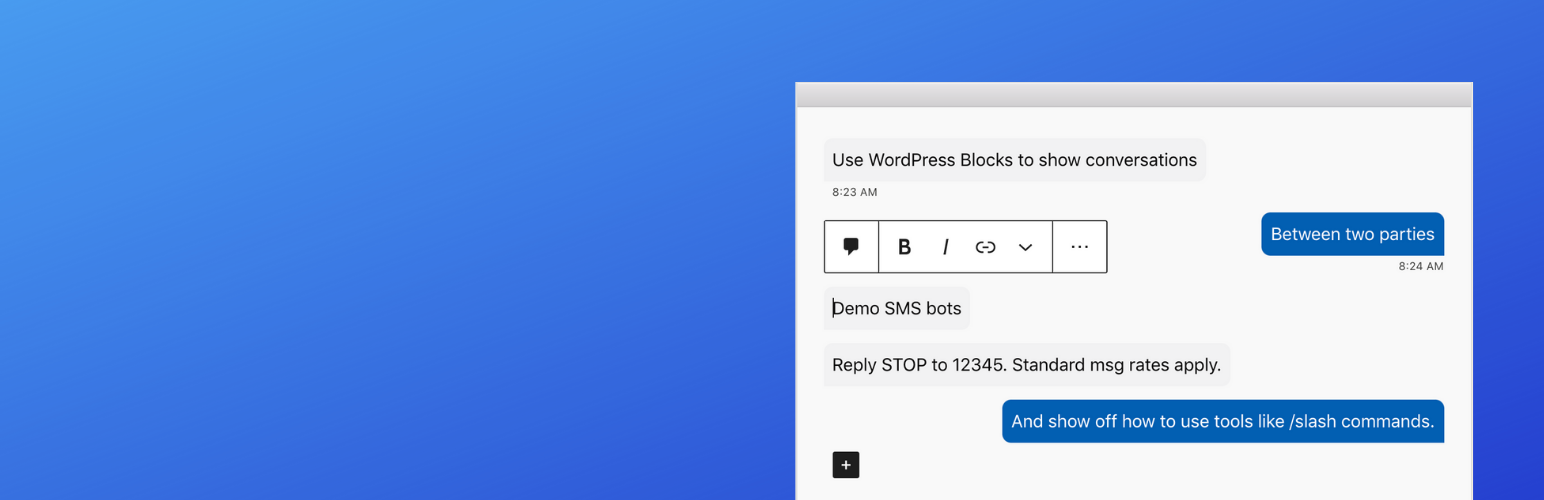 Use WordPress Blocks to show conversations
8:23 AM
Between two parties
8:24 AM
B I
Demo SMS bots
Reply STOP to 12345. Standard msg rates apply.
And show off how to use tools like /slash commands.